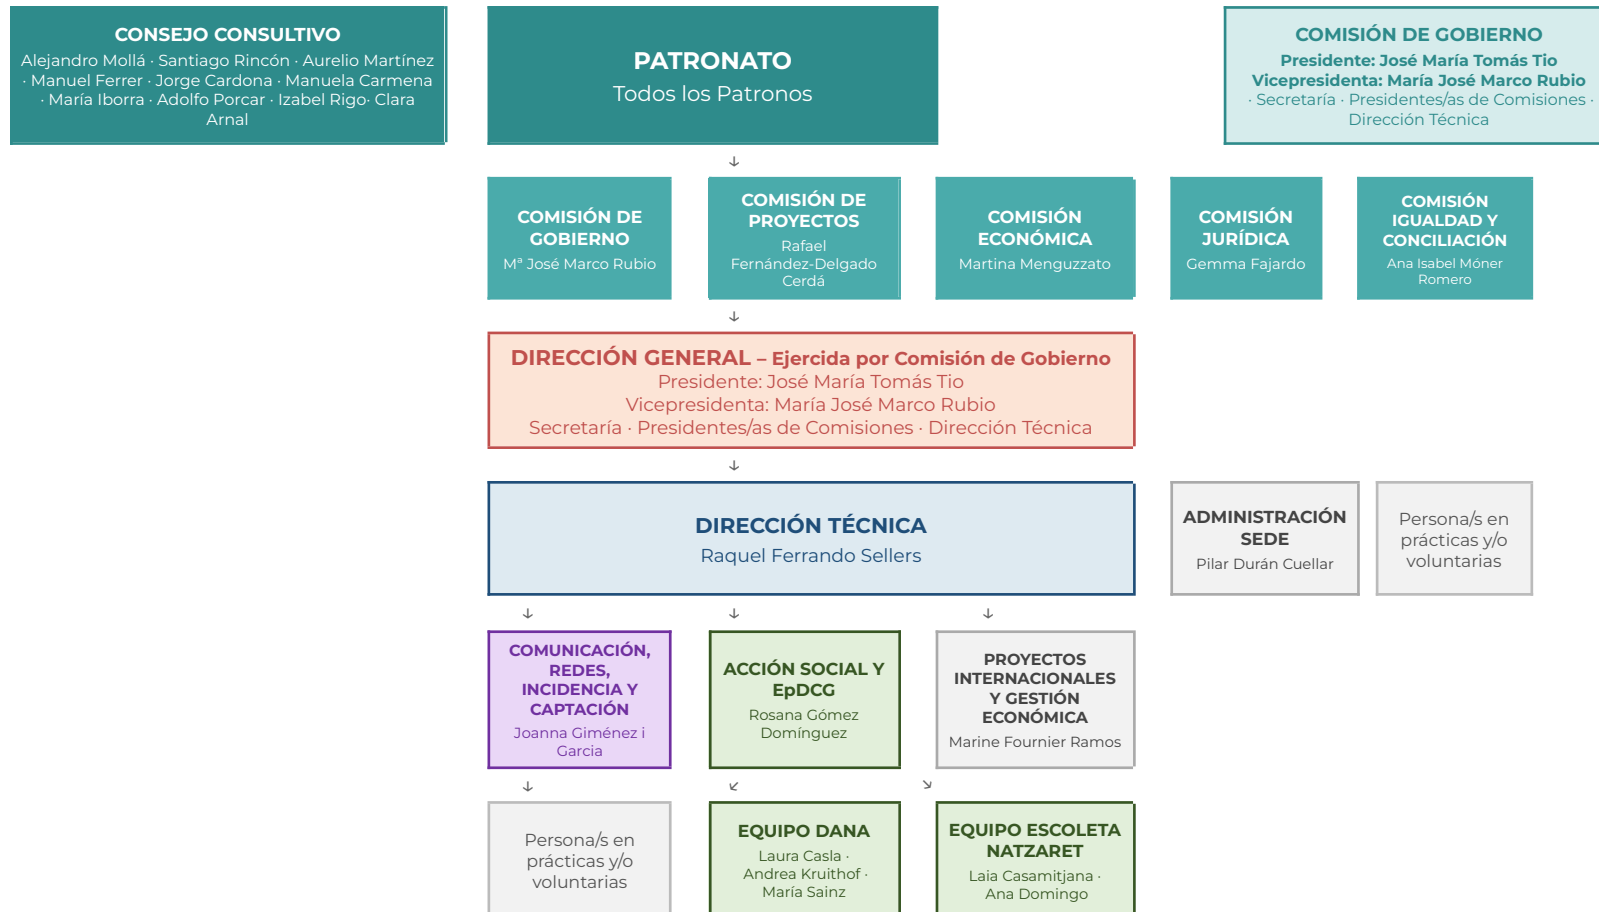 CONSEJO CONSULTIVO
Alejandro Mollá · Santiago Rincón · Aurelio Martínez
· Manuel Ferrer · Jorge Cardona · Manuela Carmena
· María Iborra · Adolfo Porcar · Izabel Rigo· Clara
Arnal
PATRONATO
Todos los Patronos
COMISIÓN DE GOBIERNO
Presidente: José María Tomás Tio
Vicepresidenta: María José Marco Rubio
· Secretaría · Presidentes/as de Comisiones ·
Dirección Técnica
↓
COMISIÓN DE
GOBIERNO
Mª José Marco Rubio
COMISIÓN DE
PROYECTOS
Rafael
Fernández-Delgado
Cerdá
COMISIÓN
ECONÓMICA
Martina Menguzzato
COMISIÓN
JURÍDICA
Gemma Fajardo
COMISIÓN
IGUALDAD Y
CONCILIACIÓN
Ana Isabel Móner
Romero
↓
DIRECCIÓN GENERAL – Ejercida por Comisión de Gobierno
Presidente: José María Tomás Tio
Vicepresidenta: María José Marco Rubio
Secretaría · Presidentes/as de Comisiones · Dirección Técnica
↓
DIRECCIÓN TÉCNICA
Raquel Ferrando Sellers
ADMINISTRACIÓN
SEDE
Pilar Durán Cuellar
Persona/s en
prácticas y/o
voluntarias
↓ ↓ ↓
COMUNICACIÓN,
REDES,
INCIDENCIA Y
CAPTACIÓN
Joanna Giménez i
Garcia
ACCIÓN SOCIAL Y
EpDCG
Rosana Gómez
Domínguez
PROYECTOS
INTERNACIONALES
Y GESTIÓN
ECONÓMICA
Marine Fournier Ramos
↓ ↙ ↘
Persona/s en
prácticas y/o
voluntarias
EQUIPO DANA
Laura Casla ·
Andrea Kruithof ·
María Sainz
EQUIPO ESCOLETA
NATZARET
Laia Casamitjana ·
Ana Domingo